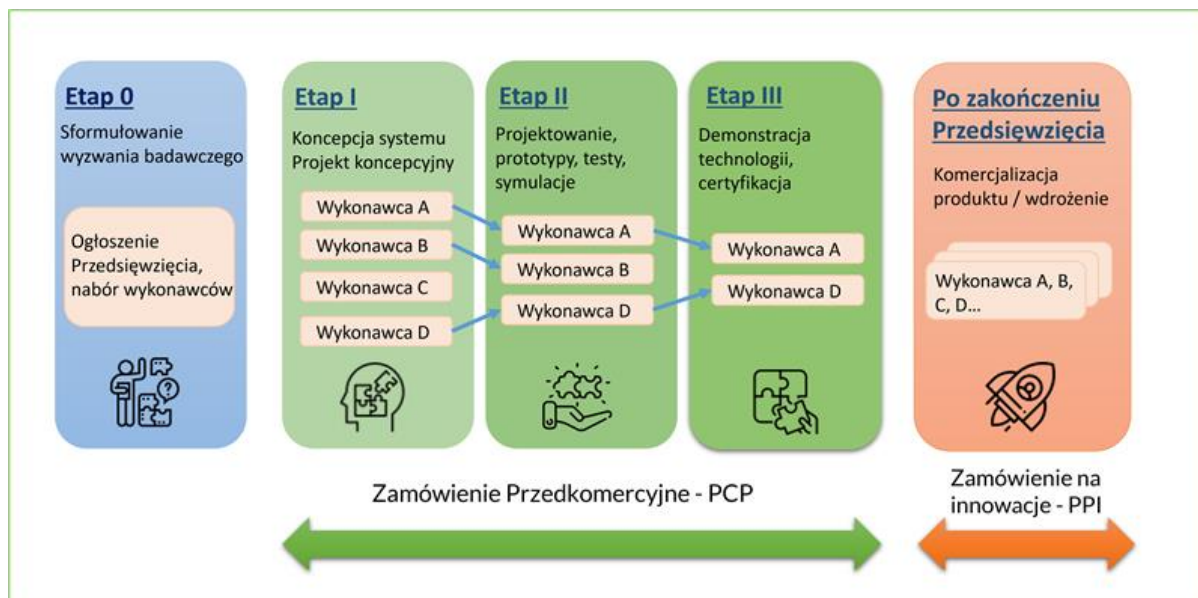 Etap 0
Sformułowanie
wyzwania badawczego
Ogłoszenie
Przedsięwzięcia,
nabór wykonawców
Etap I
Koncepcja systemu
Projekt koncepcyjny
Wykonawca A
Wykonawca B
Wykonawca C
Wykonawca D
Etap II
Projektowanie,
prototypy, testy,
symulacje
Wykonawca A
Wykonawca B
Wykonawca D
Etap III
Demonstracja
technologii,
certyfikacja
Wykonawca A
Wykonawca D
Po zakończeniu
Przedsięwzięcia
Komercjalizacja
produktu / wdrożenie
Wykonawca A, B,
C, D...
Zamówienie Przedkomercyjne - PCP
Zamówienie na
innowacje - PPI